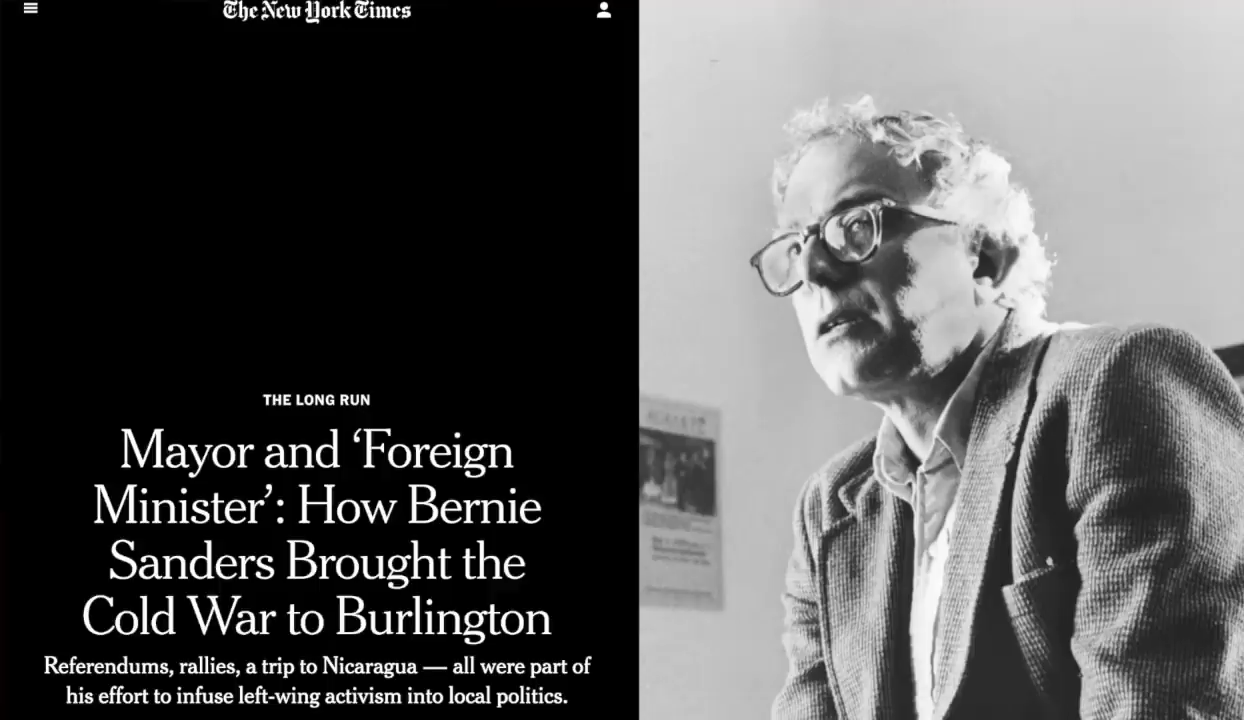 The New York Times
THE LONG RUN
Mayor and ‘Foreign
Minister’: How Bernie
Sanders Brought the
Cold War to Burlington
Referendums, rallies, a trip to Nicaragua — all were part of
his effort to infuse left-wing activism into local politics.